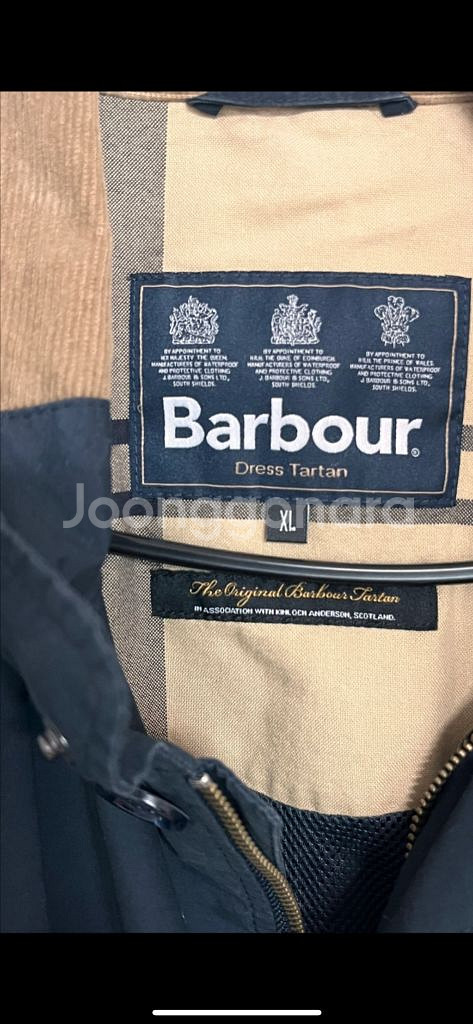 BY APPOINTMENT TO
HER MAJESTY THE QUEEN
MANUFACTURERS OF WATERPROOF
AND PROTECTIVE CLOTHING
J. BARBOUR & SONS LTD.,
SOUTH SHIELDS.
BY APPOINTMENT TO
H.R.H. THE DUKE OF EDINBURGH
MANUFACTURERS OF WATERPROOF
AND PROTECTIVE CLOTHING
J. BARBOUR & SONS LTD.,
SOUTH SHIELDS.
BY APPOINTMENT TO
H.R.H. THE PRINCE OF WALES
MANUFACTURERS OF WATERPROOF
AND PROTECTIVE CLOTHING
J. BARBOUR & SONS LTD.,
SOUTH SHIELDS.
Barbour®
Dress Tartan
Joonggonara
XL
The Original Barbour Tartan
IN ASSOCIATION WITH KINLOCH ANDERSON, SCOTLAND.